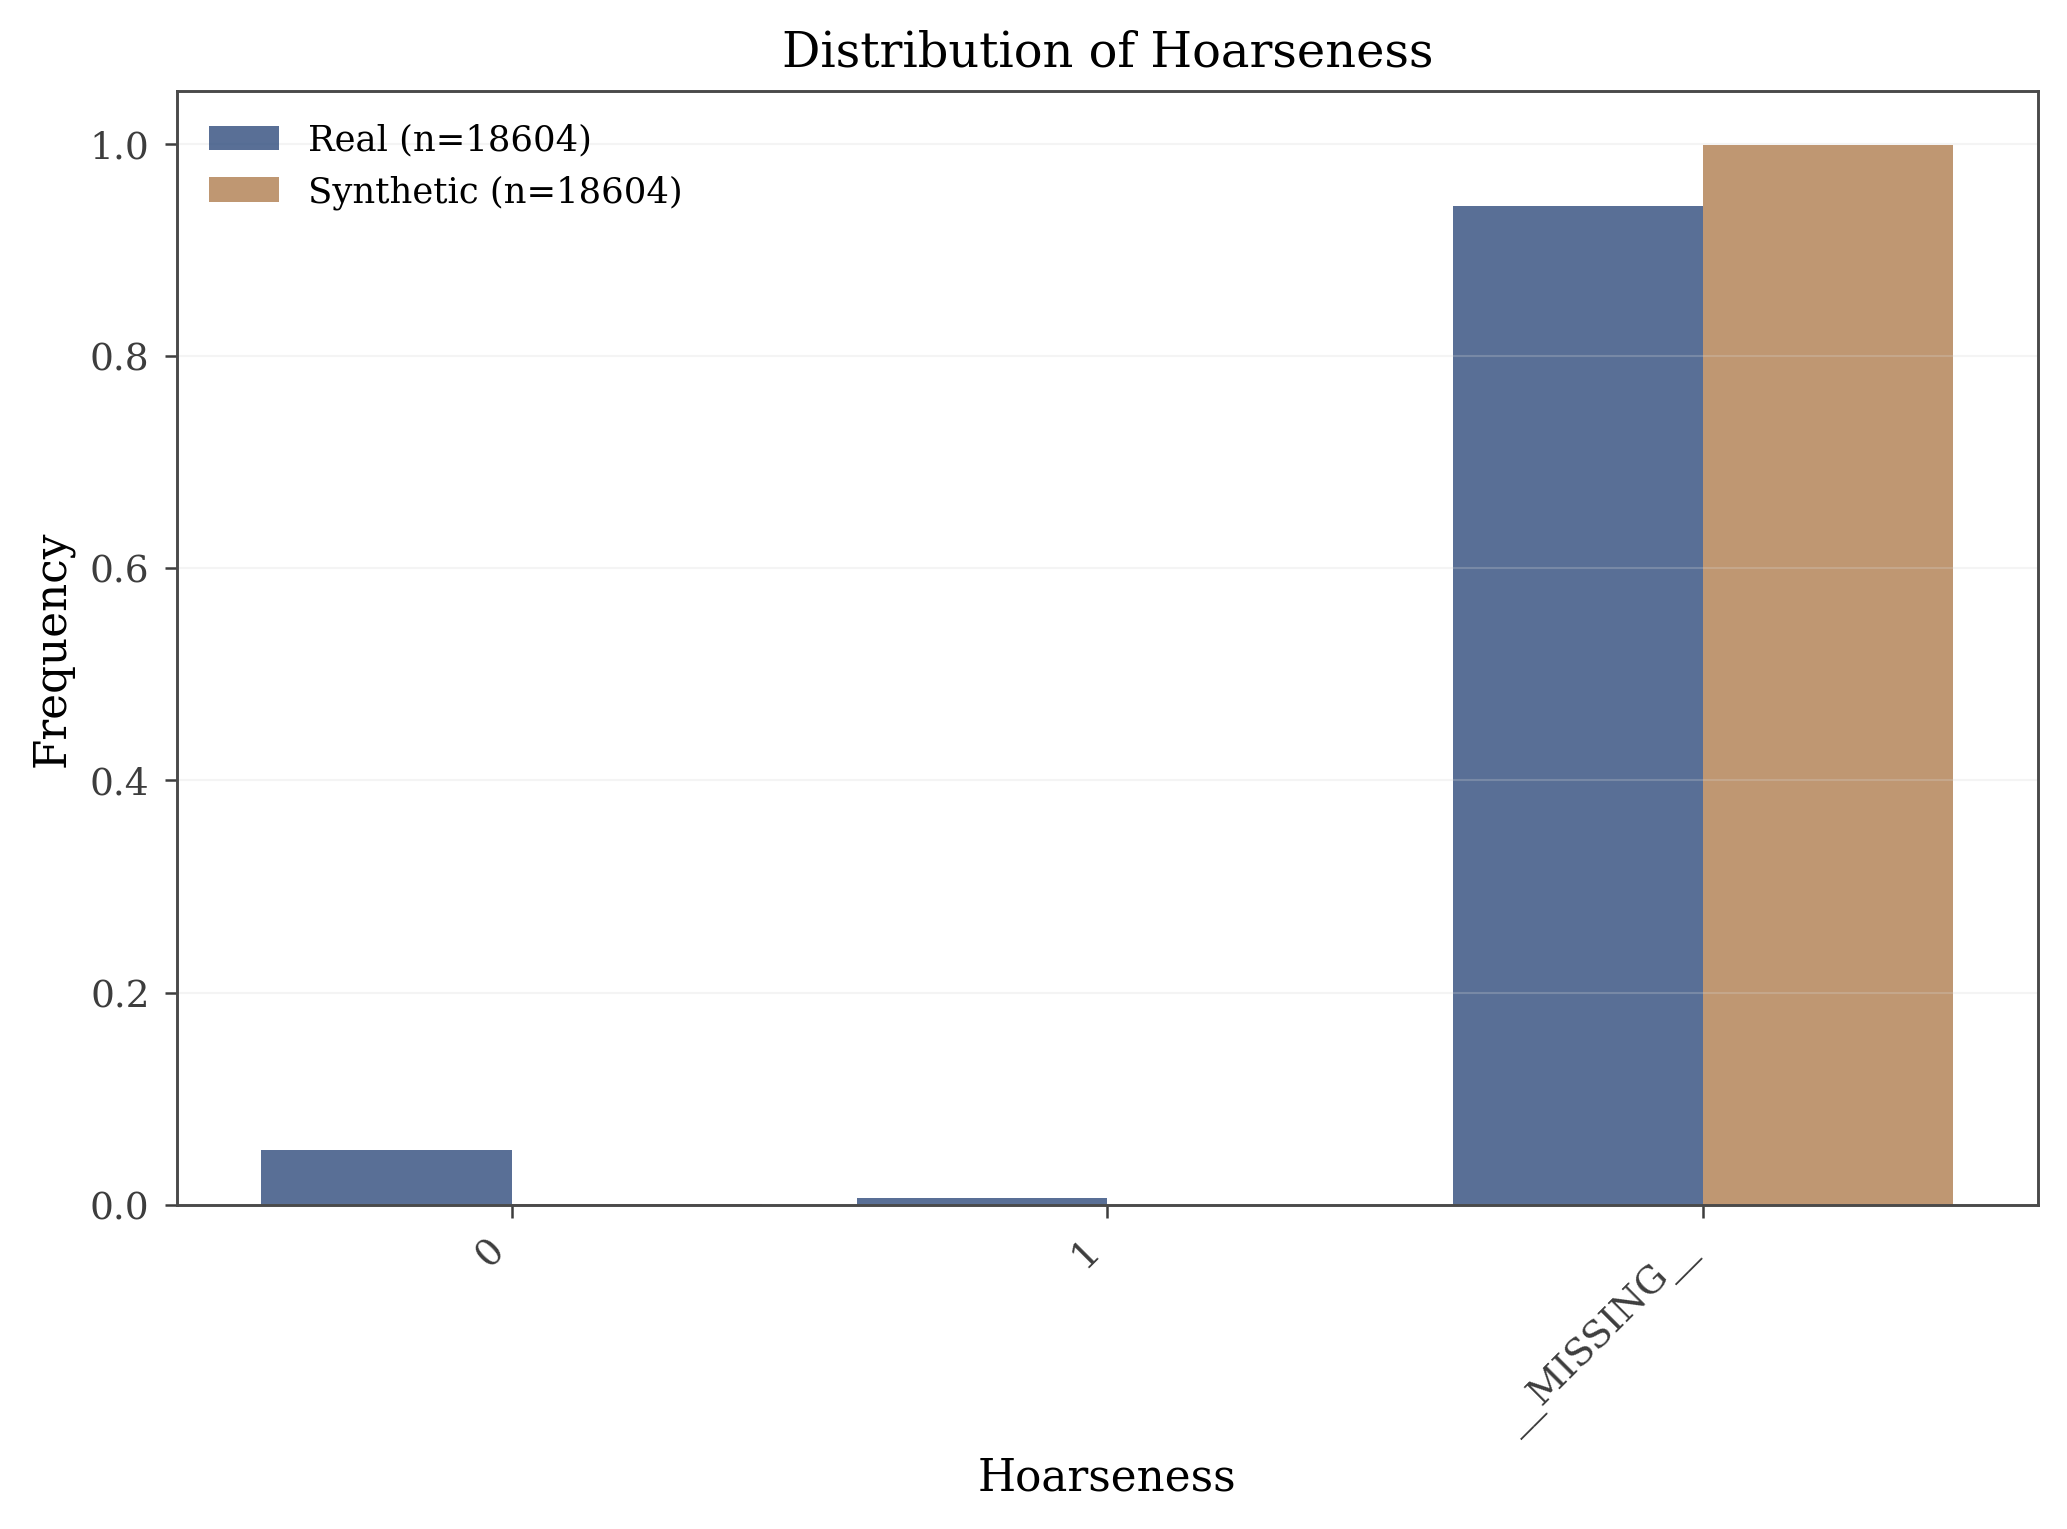 Distribution of Hoarseness
Real (n=18604)
Synthetic (n=18604)
Frequency
1.0
0.8
0.6
0.4
0.2
0.0
0
1
__MISSING__
Hoarseness